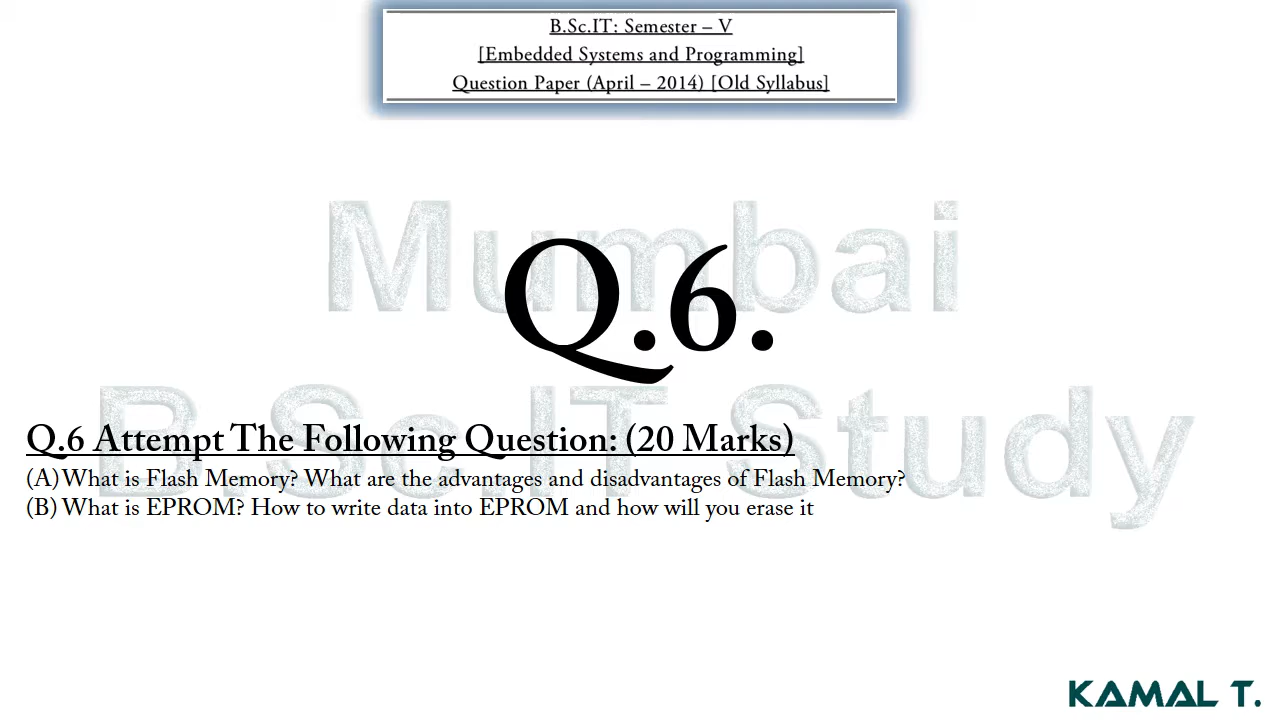 B.Sc.IT: Semester – V
[Embedded Systems and Programming]
Question Paper (April – 2014) [Old Syllabus]
Mumbai
Q.6.
B.Sc.IT Study
Q.6 Attempt The Following Question: (20 Marks)
(A) What is Flash Memory? What are the advantages and disadvantages of Flash Memory?
(B) What is EPROM? How to write data into EPROM and how will you erase it
KAMAL T.